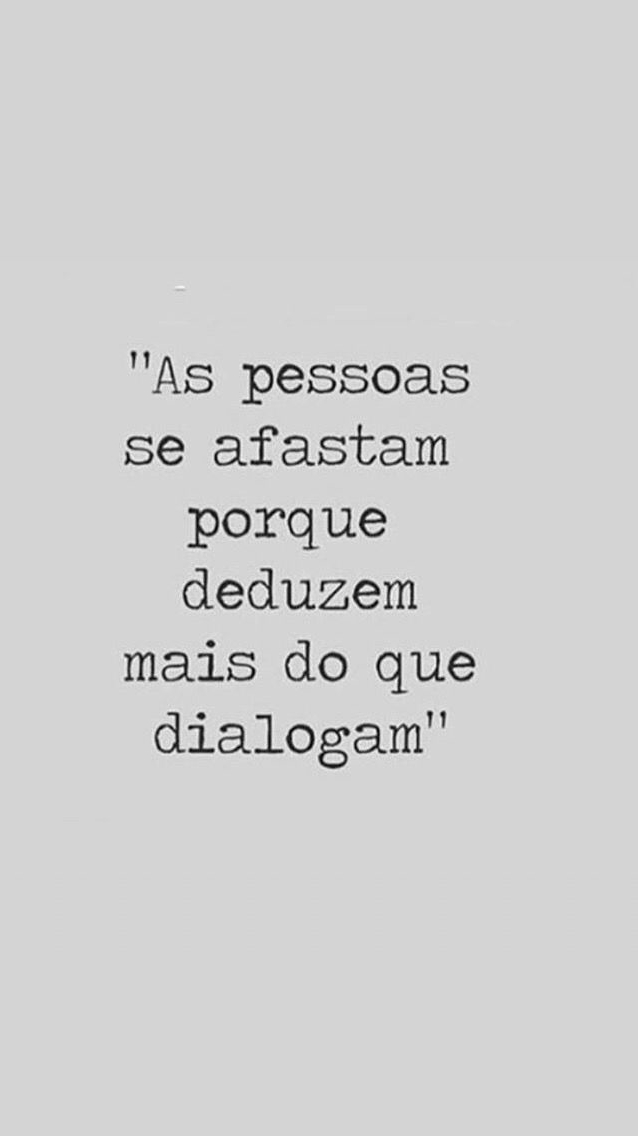 "As pessoas
se afastam
porque
deduzem
mais do que
dialogam"